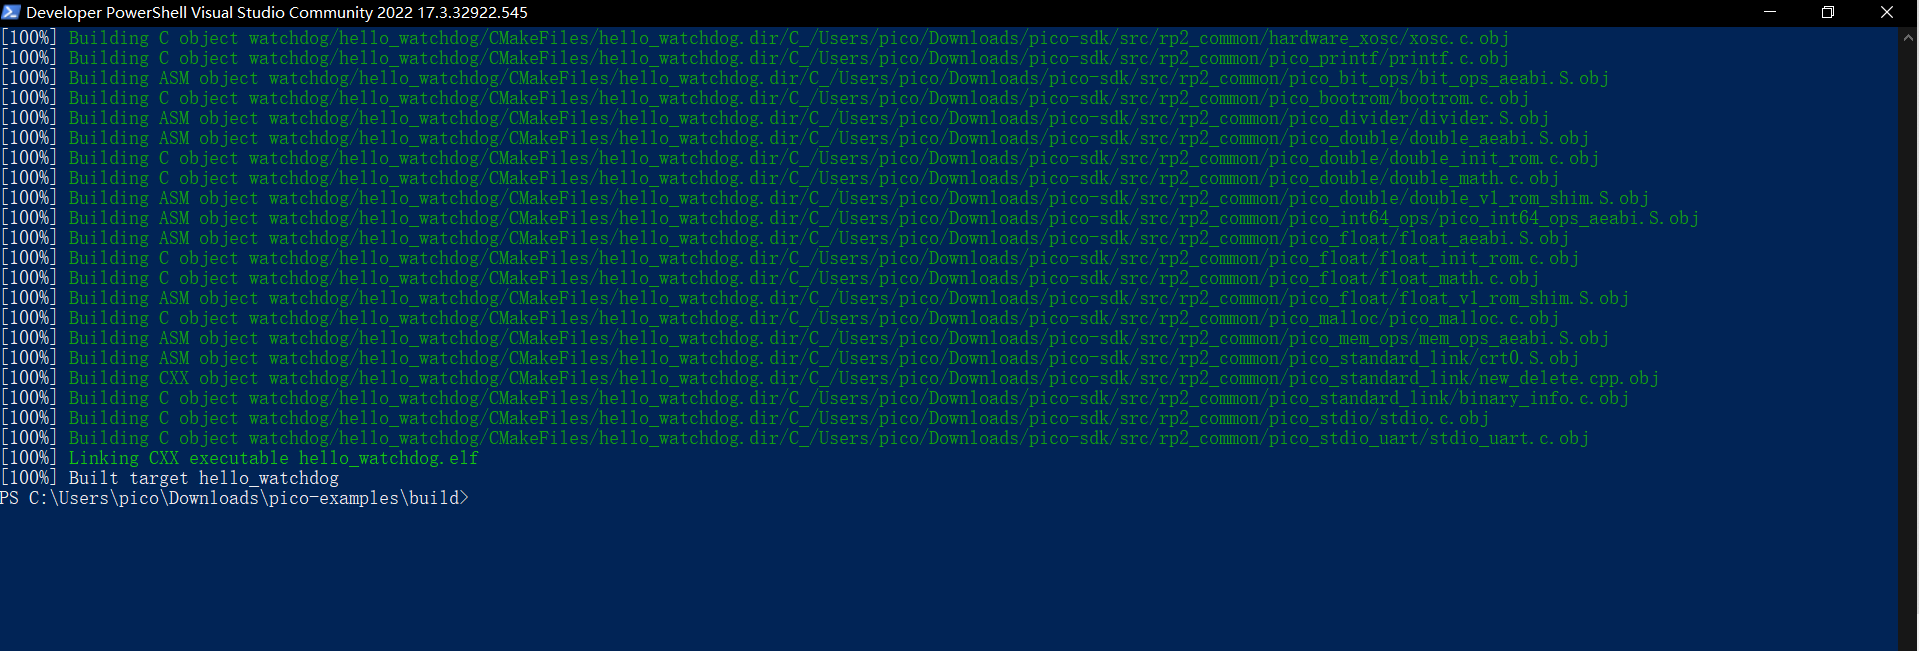 Developer PowerShell Visual Studio Community 2022 17.3.32922.545
[100%] Building C object watchdog/hello_watchdog/CMakeFiles/hello_watchdog.dir/C_/Users/pico/Downloads/pico-sdk/src/rp2_common/hardware_xosc/xosc.c.obj
[100%] Building C object watchdog/hello_watchdog/CMakeFiles/hello_watchdog.dir/C_/Users/pico/Downloads/pico-sdk/src/rp2_common/pico_printf/printf.c.obj
[100%] Building ASM object watchdog/hello_watchdog/CMakeFiles/hello_watchdog.dir/C_/Users/pico/Downloads/pico-sdk/src/rp2_common/pico_bit_ops/bit_ops_aeabi.S.obj
[100%] Building C object watchdog/hello_watchdog/CMakeFiles/hello_watchdog.dir/C_/Users/pico/Downloads/pico-sdk/src/rp2_common/pico_bootrom/bootrom.c.obj
[100%] Building ASM object watchdog/hello_watchdog/CMakeFiles/hello_watchdog.dir/C_/Users/pico/Downloads/pico-sdk/src/rp2_common/pico_divider/divider.S.obj
[100%] Building ASM object watchdog/hello_watchdog/CMakeFiles/hello_watchdog.dir/C_/Users/pico/Downloads/pico-sdk/src/rp2_common/pico_double/double_aeabi.S.obj
[100%] Building C object watchdog/hello_watchdog/CMakeFiles/hello_watchdog.dir/C_/Users/pico/Downloads/pico-sdk/src/rp2_common/pico_double/double_init_rom.c.obj
[100%] Building C object watchdog/hello_watchdog/CMakeFiles/hello_watchdog.dir/C_/Users/pico/Downloads/pico-sdk/src/rp2_common/pico_double/double_math.c.obj
[100%] Building ASM object watchdog/hello_watchdog/CMakeFiles/hello_watchdog.dir/C_/Users/pico/Downloads/pico-sdk/src/rp2_common/pico_double/double_v1_rom_shim.S.obj
[100%] Building ASM object watchdog/hello_watchdog/CMakeFiles/hello_watchdog.dir/C_/Users/pico/Downloads/pico-sdk/src/rp2_common/pico_int64_ops/pico_int64_ops_aeabi.S.obj
[100%] Building ASM object watchdog/hello_watchdog/CMakeFiles/hello_watchdog.dir/C_/Users/pico/Downloads/pico-sdk/src/rp2_common/pico_float/float_aeabi.S.obj
[100%] Building C object watchdog/hello_watchdog/CMakeFiles/hello_watchdog.dir/C_/Users/pico/Downloads/pico-sdk/src/rp2_common/pico_float/float_init_rom.c.obj
[100%] Building C object watchdog/hello_watchdog/CMakeFiles/hello_watchdog.dir/C_/Users/pico/Downloads/pico-sdk/src/rp2_common/pico_float/float_math.c.obj
[100%] Building ASM object watchdog/hello_watchdog/CMakeFiles/hello_watchdog.dir/C_/Users/pico/Downloads/pico-sdk/src/rp2_common/pico_float/float_v1_rom_shim.S.obj
[100%] Building C object watchdog/hello_watchdog/CMakeFiles/hello_watchdog.dir/C_/Users/pico/Downloads/pico-sdk/src/rp2_common/pico_malloc/pico_malloc.c.obj
[100%] Building ASM object watchdog/hello_watchdog/CMakeFiles/hello_watchdog.dir/C_/Users/pico/Downloads/pico-sdk/src/rp2_common/pico_mem_ops/mem_ops_aeabi.S.obj
[100%] Building ASM object watchdog/hello_watchdog/CMakeFiles/hello_watchdog.dir/C_/Users/pico/Downloads/pico-sdk/src/rp2_common/pico_standard_link/crt0.S.obj
[100%] Building CXX object watchdog/hello_watchdog/CMakeFiles/hello_watchdog.dir/C_/Users/pico/Downloads/pico-sdk/src/rp2_common/pico_standard_link/new_delete.cpp.obj
[100%] Building C object watchdog/hello_watchdog/CMakeFiles/hello_watchdog.dir/C_/Users/pico/Downloads/pico-sdk/src/rp2_common/pico_standard_link/binary_info.c.obj
[100%] Building C object watchdog/hello_watchdog/CMakeFiles/hello_watchdog.dir/C_/Users/pico/Downloads/pico-sdk/src/rp2_common/pico_stdio/stdio.c.obj
[100%] Building C object watchdog/hello_watchdog/CMakeFiles/hello_watchdog.dir/C_/Users/pico/Downloads/pico-sdk/src/rp2_common/pico_stdio_uart/stdio_uart.c.obj
[100%] Linking CXX executable hello_watchdog.elf
[100%] Built target hello_watchdog
PS C:\Users\pico\Downloads\pico-examples\build>